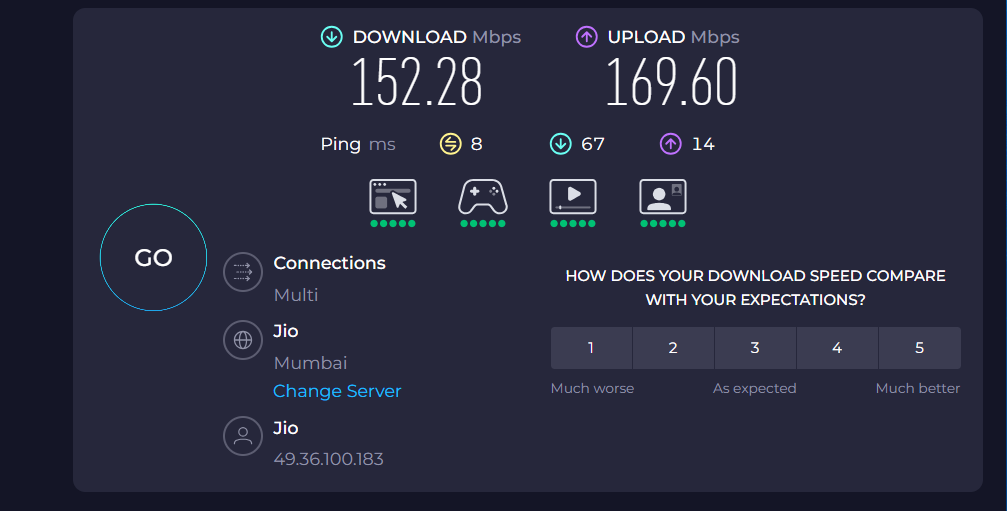 DOWNLOAD Mbps
152.28
UPLOAD Mbps
169.60
Ping ms 8 67 14
GO
Connections
Multi
Jio
Mumbai
Change Server
Jio
49.36.100.183
HOW DOES YOUR DOWNLOAD SPEED COMPARE
WITH YOUR EXPECTATIONS?
1 2 3 4 5
Much worse As expected Much better